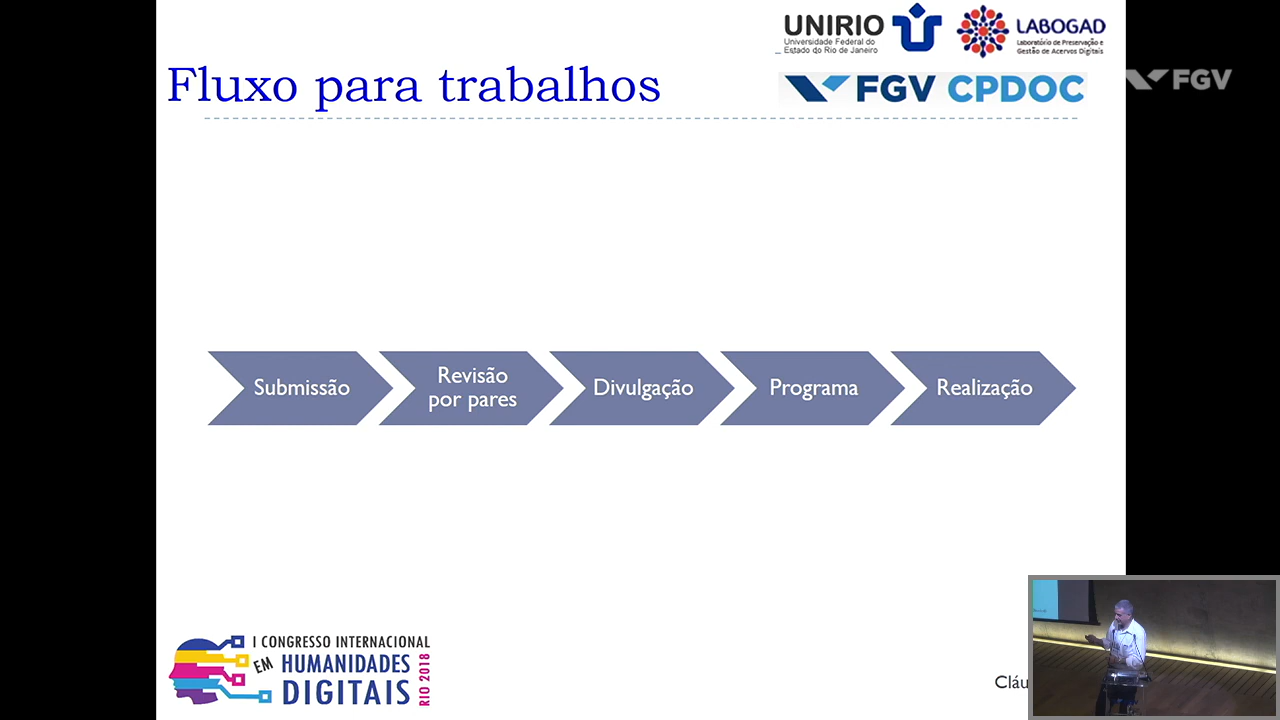 UNIRIO
Universidade Federal do
Estado do Rio de Janeiro
LABOGAD
Laboratório de Preservação e
Gestão de Acervos Digitais
Fluxo para trabalhos
FGV CPDOC
FGV
Submissão
Revisão
por pares
Divulgação
Programa
Realização
I CONGRESSO INTERNACIONAL
EM HUMANIDADES
DIGITAIS
RIO 2018
Cláu